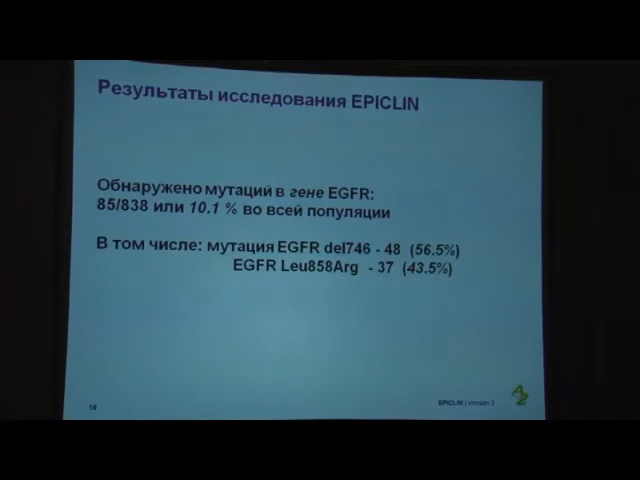 Результаты исследования EPICLIN
Обнаружено мутаций в гене EGFR:
85/838 или 10.1 % во всей популяции
В том числе: мутация EGFR del746 - 48 (56.5%)
EGFR Leu858Arg - 37 (43.5%)
EPICLIN | Version 3